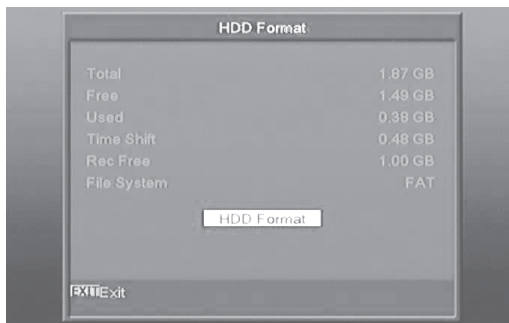 HDD Format
Total 1.87 GB
Free 1.49 GB
Used 0.38 GB
Time Shift 0.48 GB
Rec Free 1.00 GB
File System FAT
HDD Format
EXIT Exit